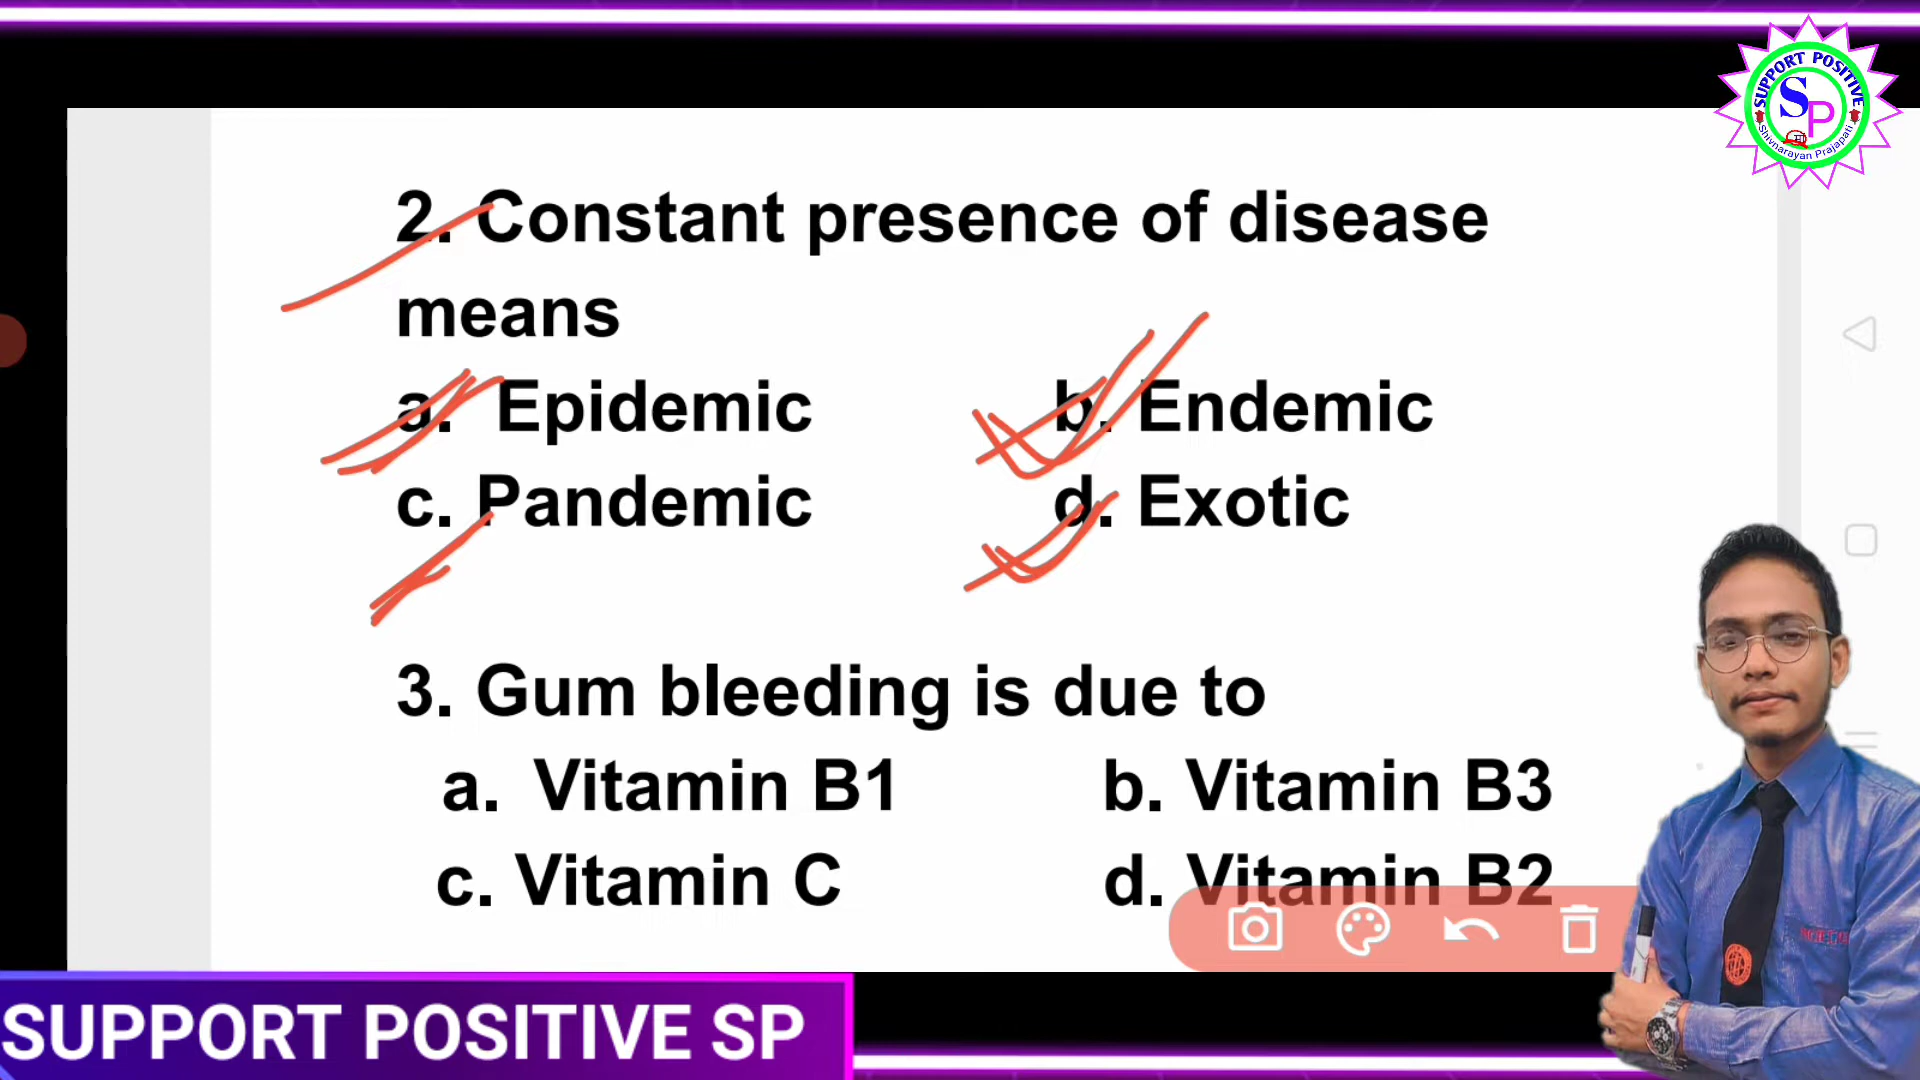 SUPPORT POSITIVE
SP
Shivnarayan Prajapati
2. Constant presence of disease
means
a. Epidemic b. Endemic
c. Pandemic d. Exotic
3. Gum bleeding is due to
a. Vitamin B1 b. Vitamin B3
c. Vitamin C d. Vitamin B2
SUPPORT POSITIVE SP